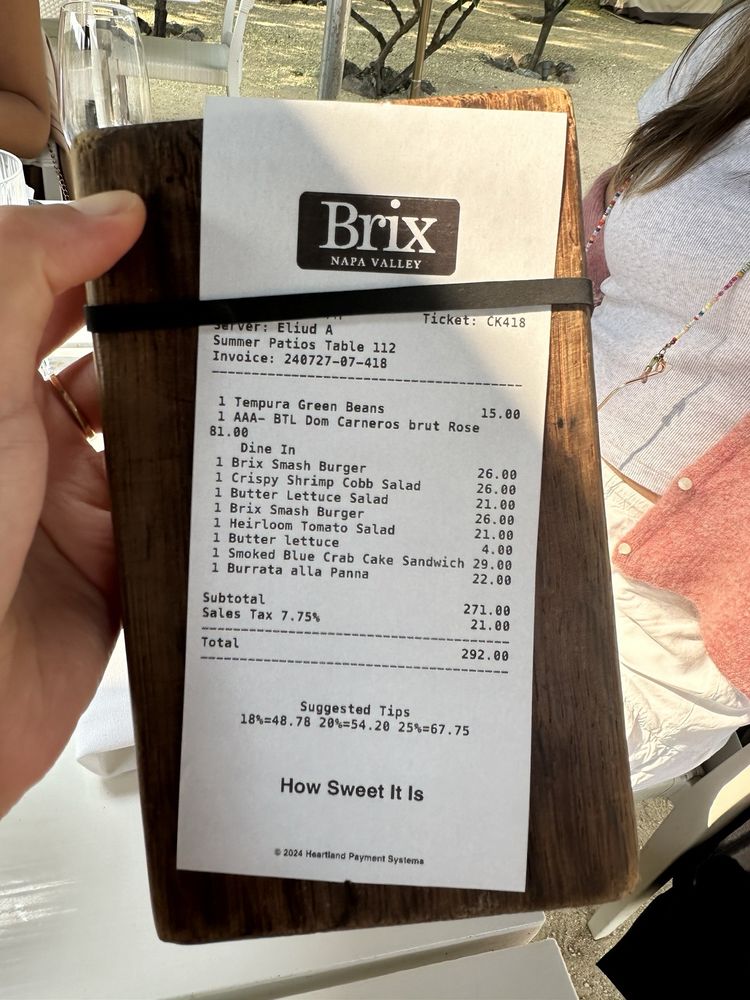 Brix
NAPA VALLEY
Ticket: CK418
Server: Eliud A
Summer Patios Table 112
Invoice: 240727-07-418
1 Tempura Green Beans 15.00
1 AAA- BTL Dom Carneros brut Rose
81.00
Dine In
1 Brix Smash Burger 26.00
1 Crispy Shrimp Cobb Salad 26.00
1 Butter Lettuce Salad 21.00
1 Brix Smash Burger 26.00
1 Heirloom Tomato Salad 21.00
1 Butter lettuce 4.00
1 Smoked Blue Crab Cake Sandwich 29.00
1 Burrata alla Panna 22.00
Subtotal 271.00
Sales Tax 7.75% 21.00
Total 292.00
Suggested Tips
18%=48.78 20%=54.20 25%=67.75
How Sweet It Is
© 2024 Heartland Payment Systems